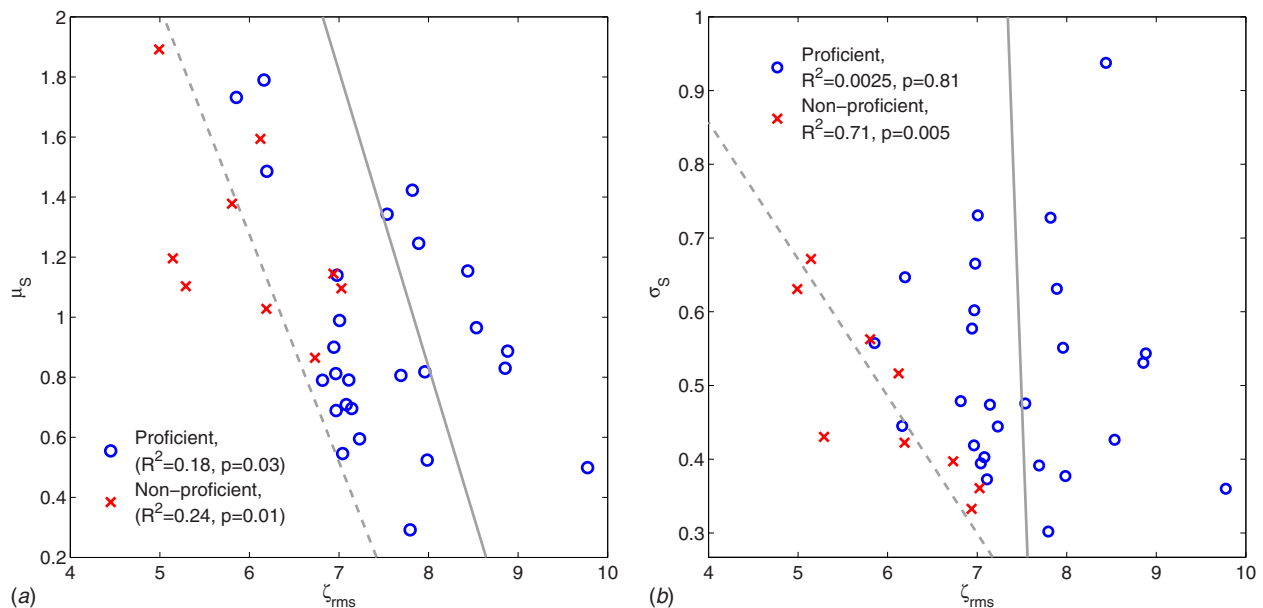 2
1.8
1.6
1.4
1.2
1
0.8
0.6
0.4
0.2
μS
Proficient,
(R²=0.18, p=0.03)
Non−proficient,
(R²=0.24, p=0.01)
4 5 6 7 8 9 10
ζrms
(a)
1
0.9
0.8
0.7
0.6
0.5
0.4
0.3
σS
Proficient,
R²=0.0025, p=0.81
Non−proficient,
R²=0.71, p=0.005
4 5 6 7 8 9 10
ζrms
(b)